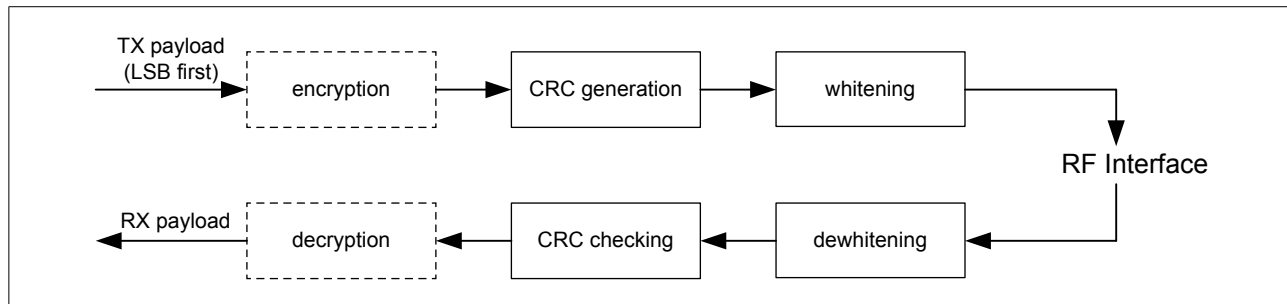 TX payload
(LSB first)
encryption
CRC generation
whitening
RF Interface
RX payload
decryption
CRC checking
dewhitening